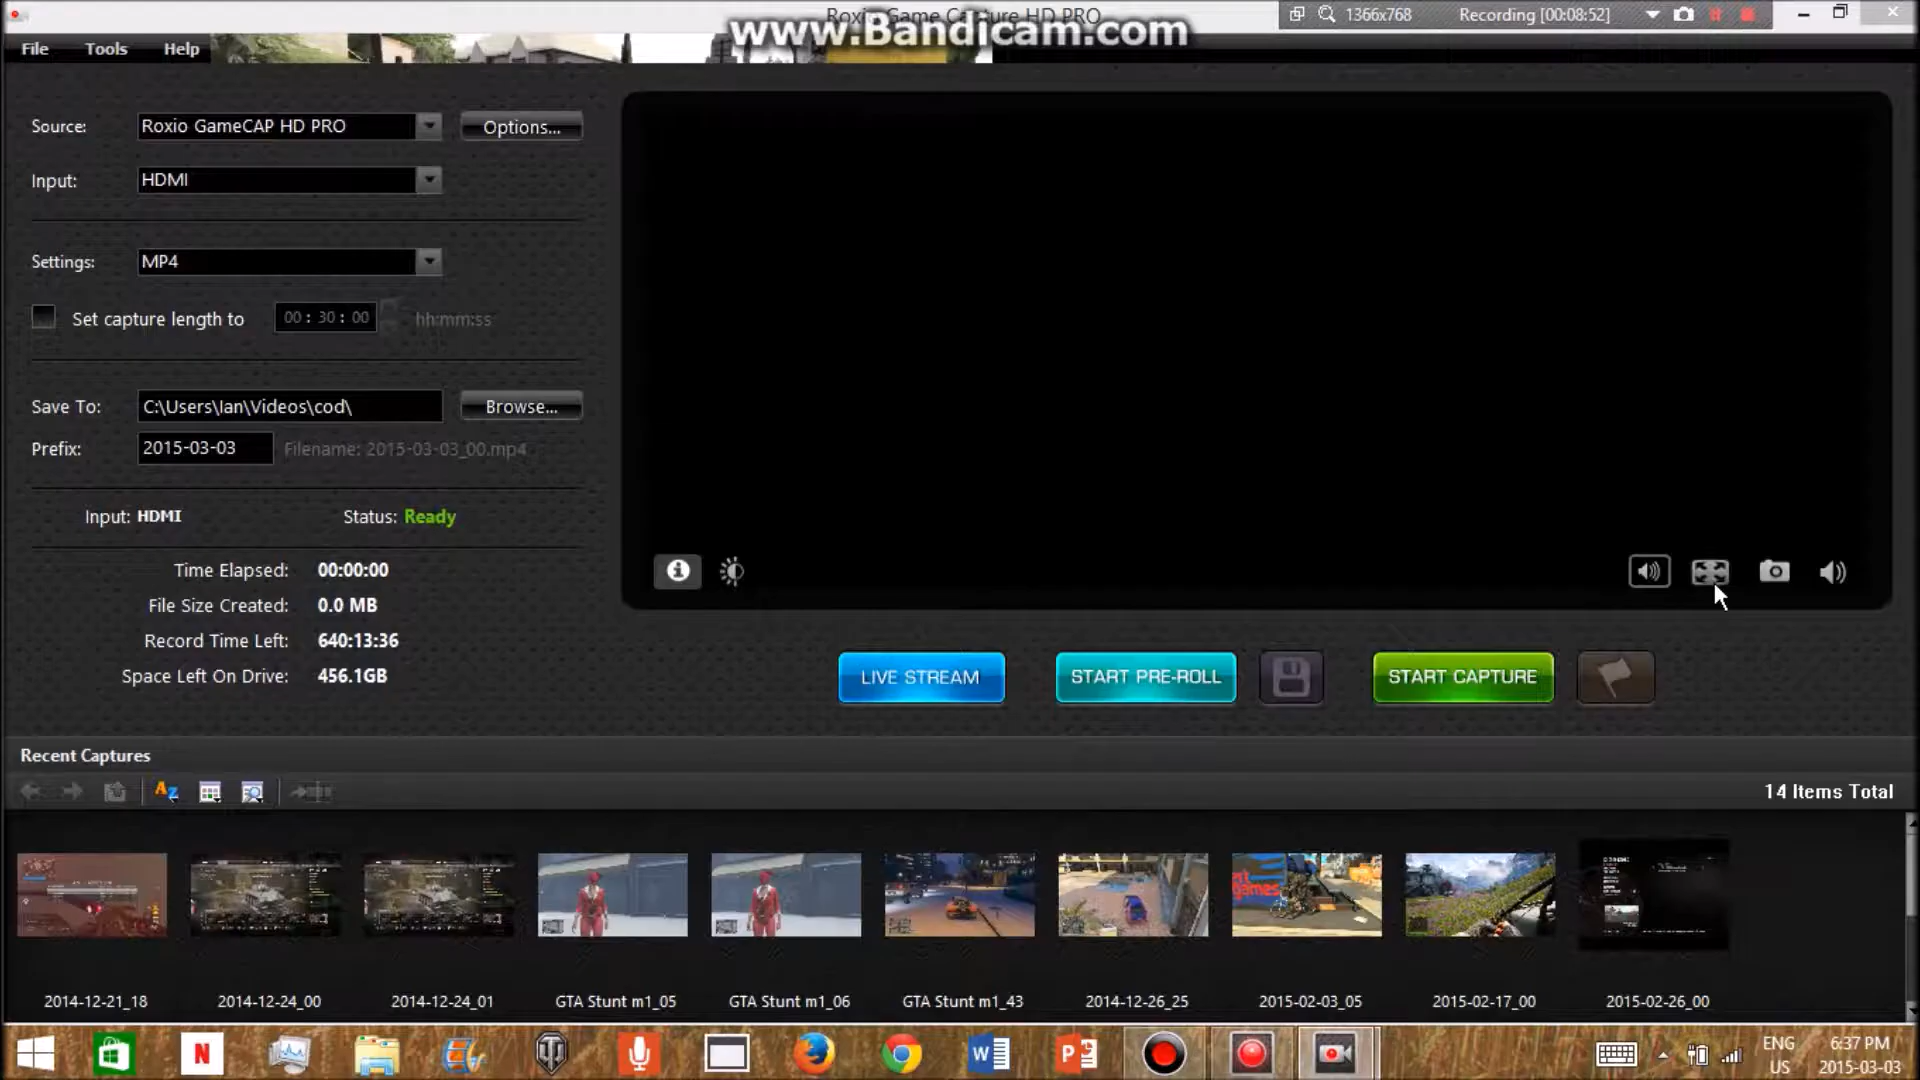 Roxio Game Capture HD PRO
www.Bandicam.com
1366x768 Recording [00:08:52]
File Tools Help
Source: Roxio GameCAP HD PRO Options...
Input: HDMI
Settings: MP4
Set capture length to 00 : 30 : 00 hh:mm:ss
Save To: C:\Users\Ian\Videos\cod\ Browse...
Prefix: 2015-03-03 Filename: 2015-03-03_00.mp4
Input: HDMI Status: Ready
Time Elapsed: 00:00:00
File Size Created: 0.0 MB
Record Time Left: 640:13:36
Space Left On Drive: 456.1GB
LIVE STREAM START PRE-ROLL START CAPTURE
Recent Captures
14 Items Total
2014-12-21_18 2014-12-24_00 2014-12-24_01 GTA Stunt m1_05 GTA Stunt m1_06 GTA Stunt m1_43 2014-12-26_25 2015-02-03_05 2015-02-17_00 2015-02-26_00
ENG 6:37 PM
US 2015-03-03